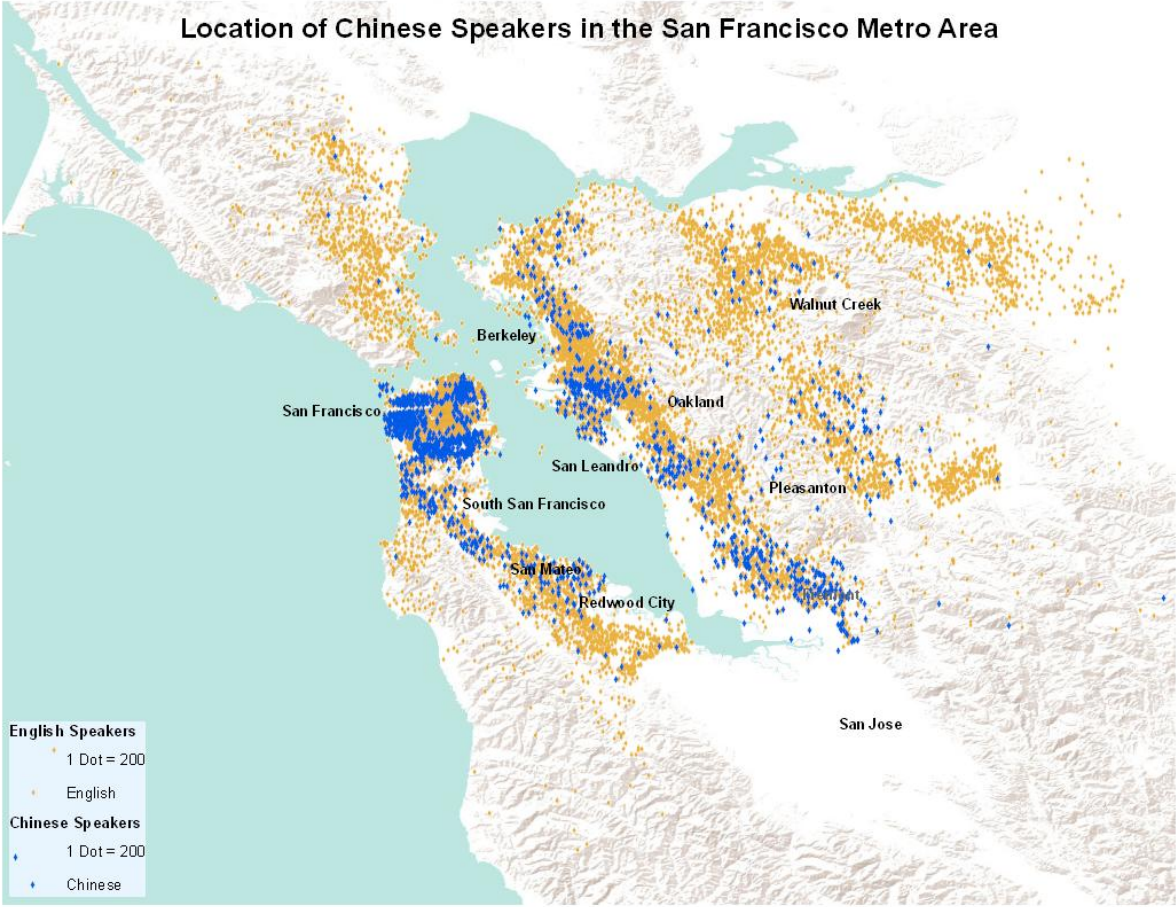 Location of Chinese Speakers in the San Francisco Metro Area
Walnut Creek
Berkeley
Oakland
San Francisco
San Leandro
Pleasanton
South San Francisco
San Mateo
Fremont
Redwood City
San Jose
English Speakers
1 Dot = 200
English
Chinese Speakers
1 Dot = 200
Chinese